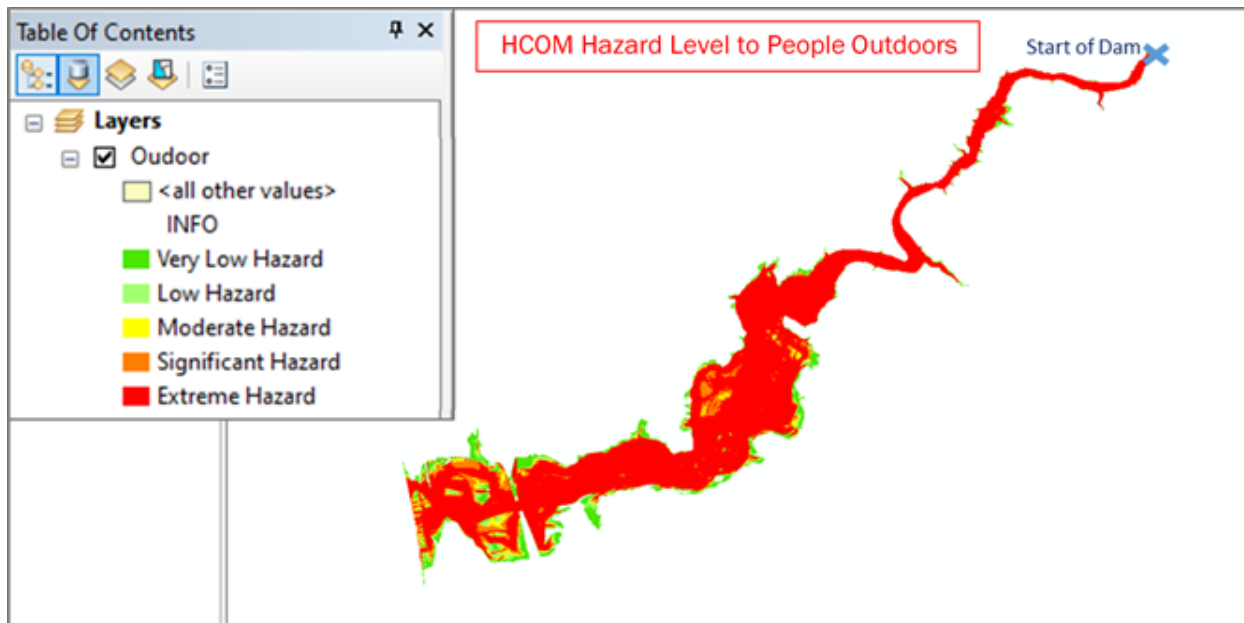 Table Of Contents
HCOM Hazard Level to People Outdoors
Start of Dam
Layers
Oudoor
<all other values>
INFO
Very Low Hazard
Low Hazard
Moderate Hazard
Significant Hazard
Extreme Hazard